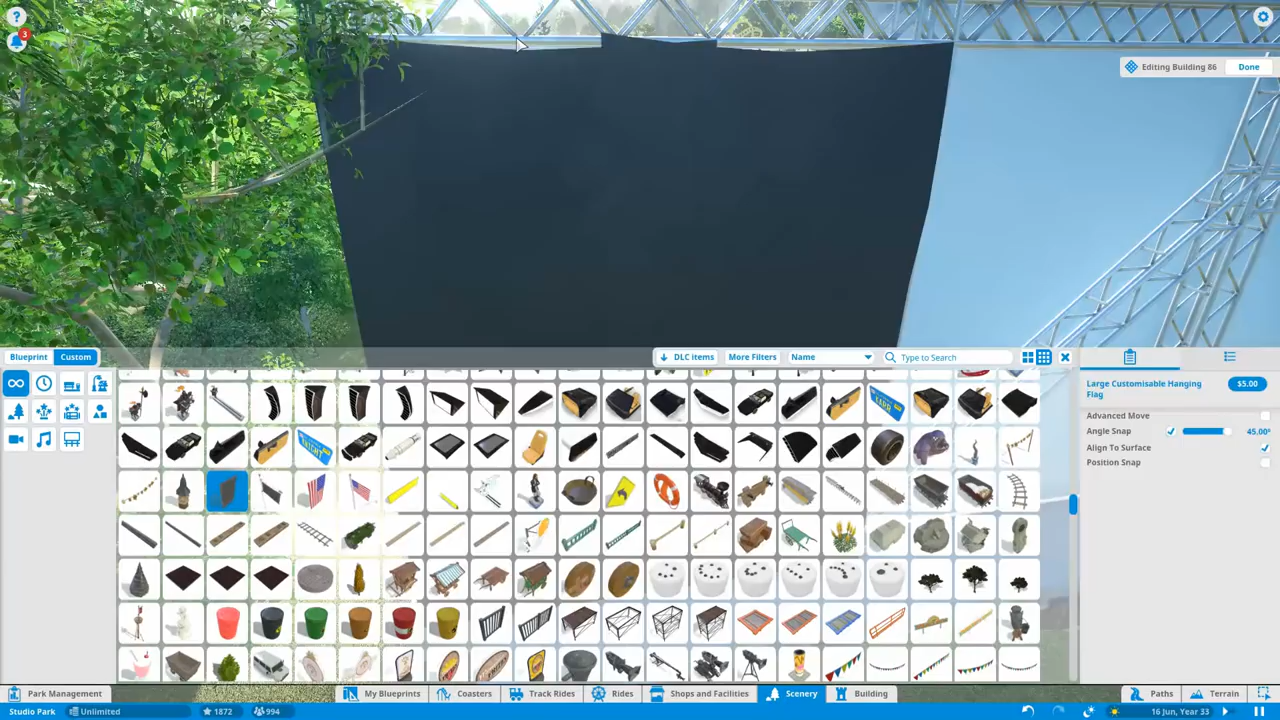 ?
3
Editing Building 86 Done
Blueprint Custom DLC items More Filters Name Type to Search
Large Customisable Hanging Flag $5.00
Advanced Move
Angle Snap 45.00°
Align To Surface
Position Snap
Park Management My Blueprints Coasters Track Rides Rides Shops and Facilities Scenery Building Paths Terrain
Studio Park Unlimited 1872 994 16 Jun, Year 33